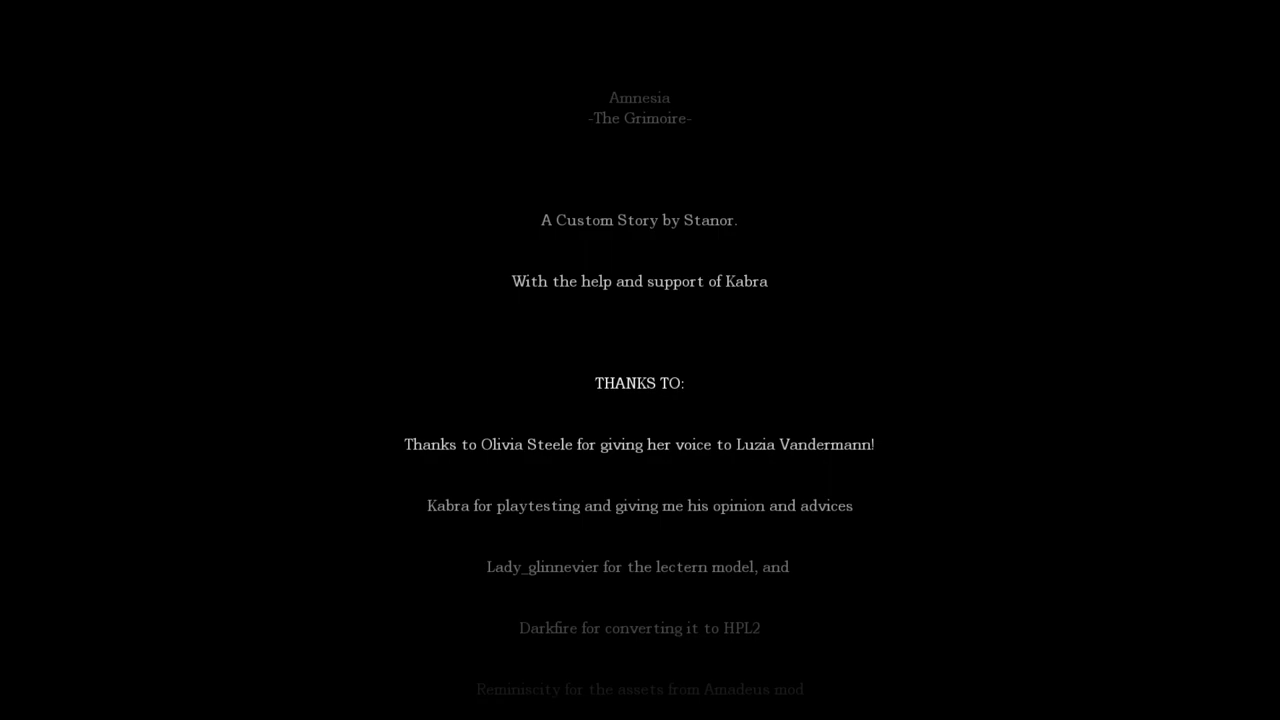 Amnesia
-The Grimoire-
A Custom Story by Stanor.
With the help and support of Kabra
THANKS TO:
Thanks to Olivia Steele for giving her voice to Luzia Vandermann!
Kabra for playtesting and giving me his opinion and advices
Lady_glinnevier for the lectern model, and
Darkfire for converting it to HPL2
Reminiscity for the assets from Amadeus mod